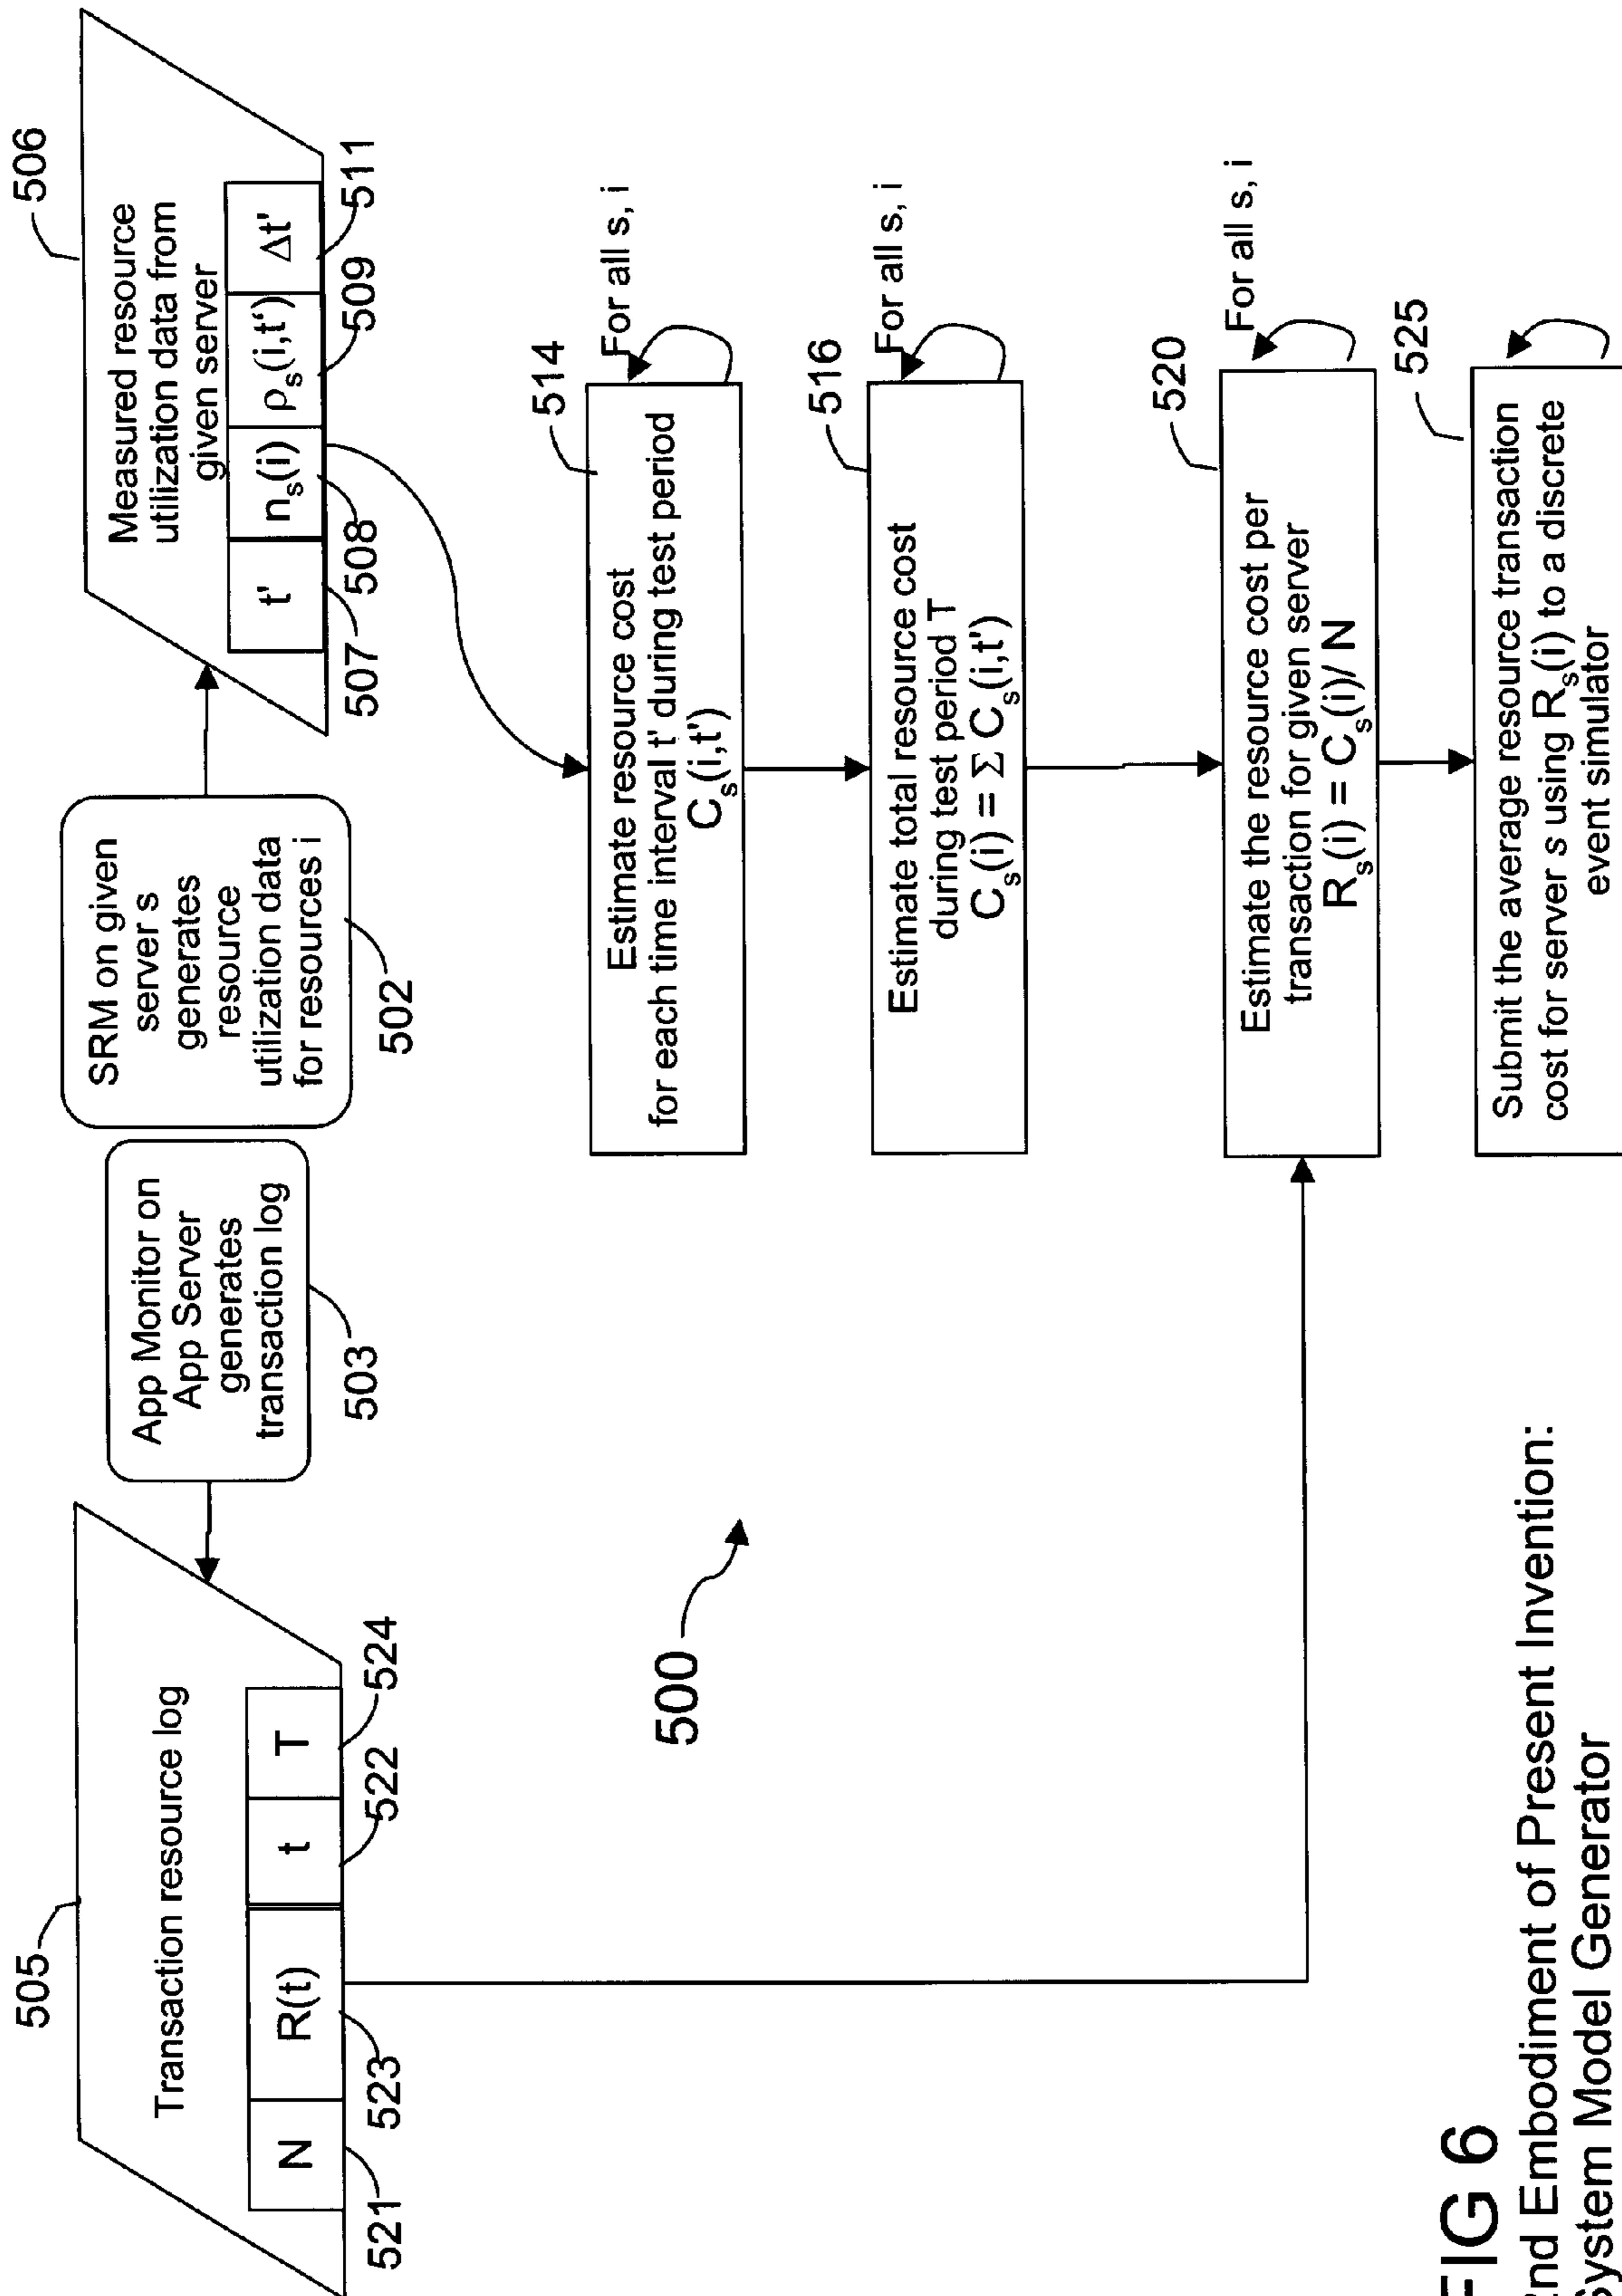 505
Transaction resource log
N
R(t)
t
T
521
523
522
524
App Monitor on
App Server
generates
transaction log
503
SRM on given
server s
generates
resource
utilization data
for resources i
502
506
Measured resource
utilization data from
given server
t'
n_s(i)
ρ_s(i,t')
Δt'
507
508
509
511
500
514
Estimate resource cost
for each time interval t' during test period
C_s(i,t')
For all s, i
516
Estimate total resource cost
during test period T
C_s(i) = Σ C_s(i,t')
For all s, i
520
Estimate the resource cost per
transaction for given server
R_s(i) = C_s(i)/ N
For all s, i
525
Submit the average resource transaction
cost for server s using R_s(i) to a discrete
event simulator
FIG 6
nd Embodiment of Present Invention:
System Model Generator